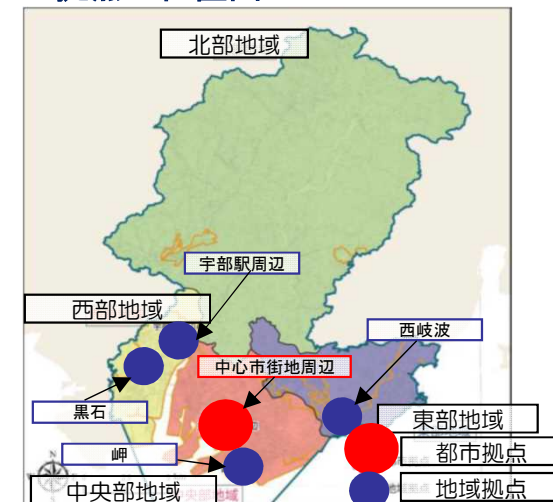 北部地域
宇部駅周辺
西部地域
西岐波
中心市街地周辺
黒石
東部地域
岬
都市拠点
中央部地域
地域拠点